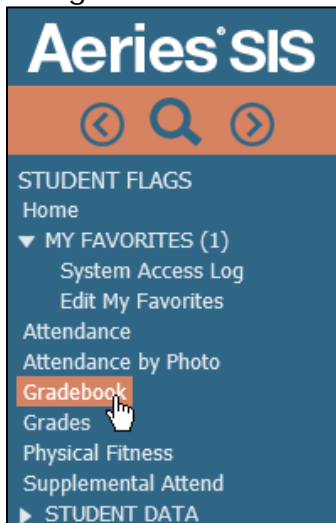 Aeries SIS
STUDENT FLAGS
Home
▼ MY FAVORITES (1)
System Access Log
Edit My Favorites
Attendance
Attendance by Photo
Gradebook
Grades
Physical Fitness
Supplemental Attend
▶ STUDENT DATA